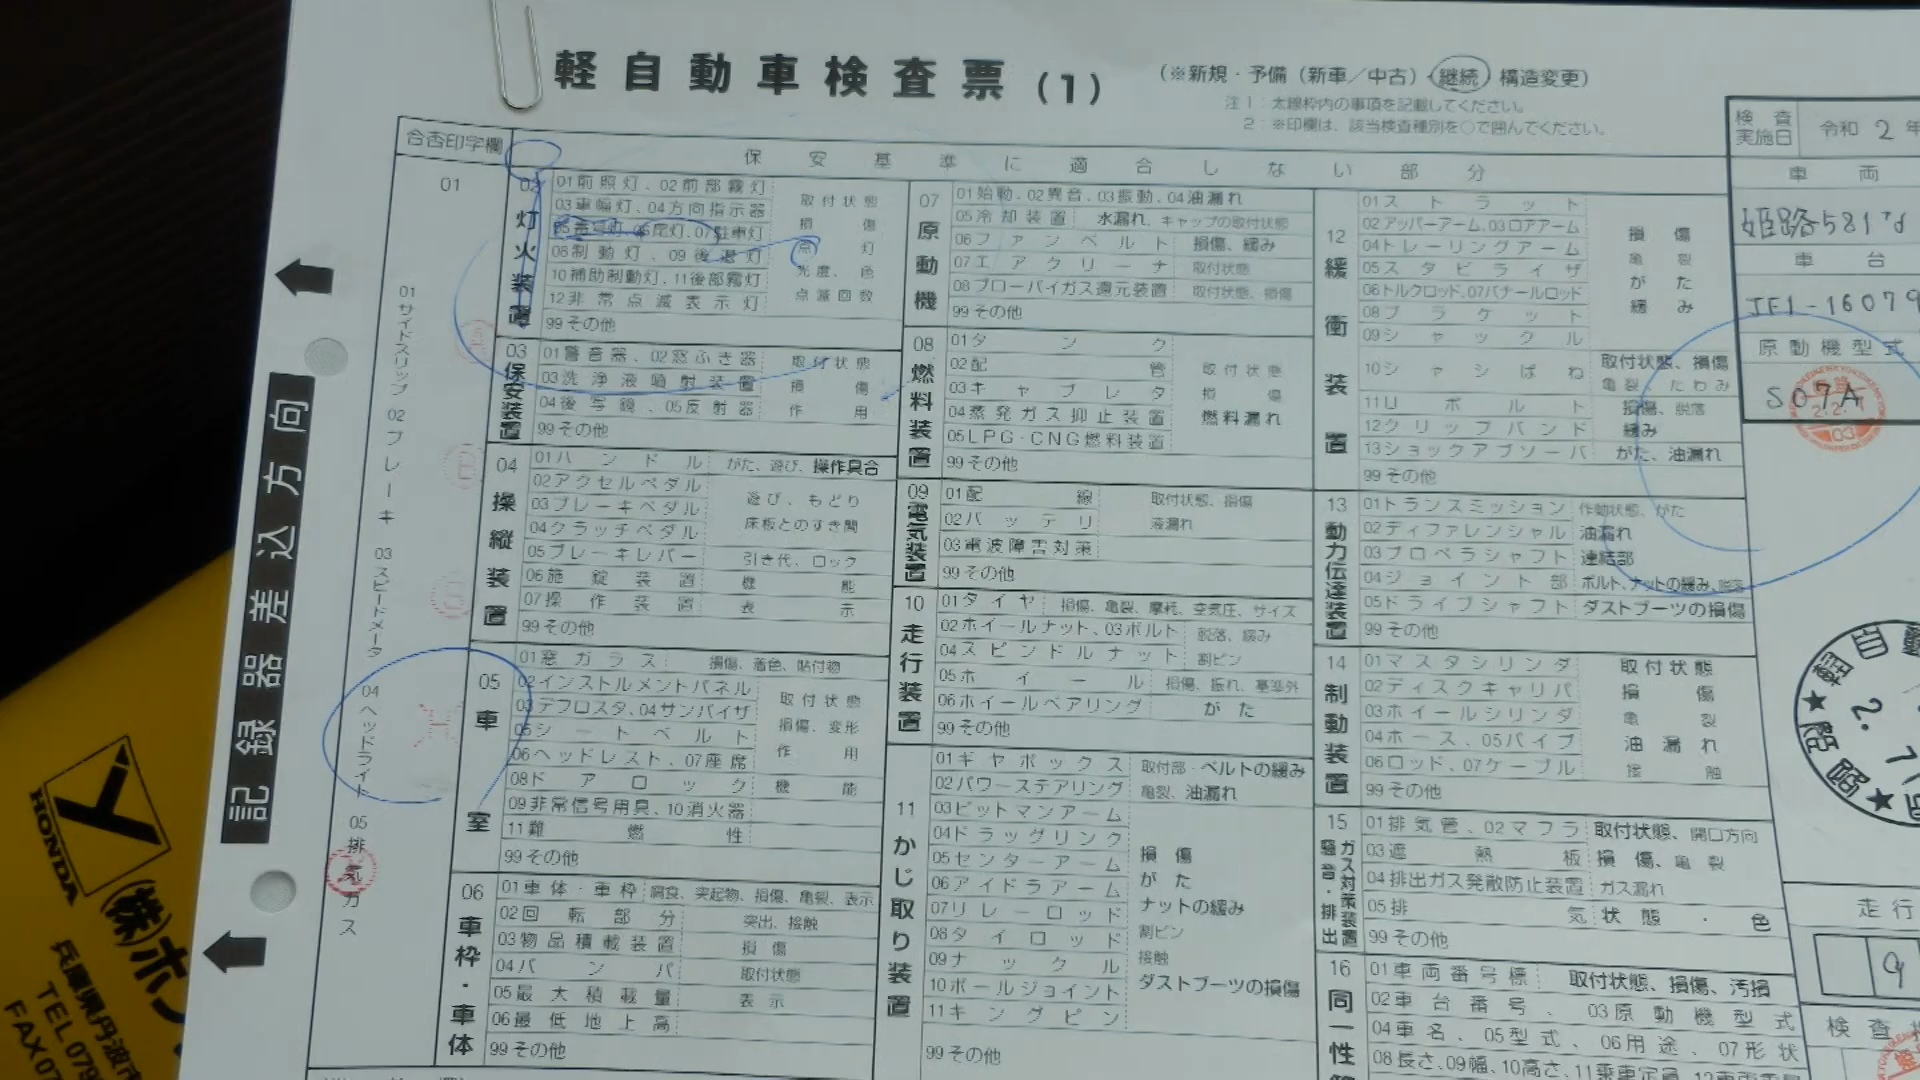 軽自動車検査票(1)
(※新規・予備(新車/中古)・継続・構造変更)
注1:太線枠内の事項を記載してください。
2:※印欄は、該当検査種別を○で囲んでください。
合否印字欄
保安基準に適合しない部分
01
01サイドスリップ
02ブレーキ
03スピードメータ
04ヘッドライト
05排気ガス
記録器差込方向
02
灯火装置
01前照灯、02前部霧灯
03車幅灯、04方向指示器
05番号灯、06尾灯、07駐車灯
08制動灯、09後退灯
10補助制動灯、11後部霧灯
12非常点滅表示灯
99その他
取付状態
損傷
点灯
光度、色
点滅回数
03
保安装置
01警音器、02窓ふき器
03洗浄液噴射装置
04後写鏡、05反射器
99その他
取付状態
損傷
作用
04
操縦装置
01ハンドル がた、遊び、操作具合
02アクセルペダル
03ブレーキペダル
04クラッチペダル
遊び、もどり
床板とのすき間
05ブレーキレバー 引き代、ロック
06施錠装置 機能
07操作装置 表示
99その他
05
車室
01窓ガラス 損傷、着色、貼付物
02インストルメントパネル
03デフロスタ、04サンバイザ
05シートベルト
06ヘッドレスト、07座席
取付状態
損傷、変形
作用
08ドアロック 機能
09非常信号用具、10消火器
11難燃性
99その他
06
車枠・車体
01車体・車枠 腐食、突起物、損傷、亀裂、表示
02回転部分 突出、接触
03物品積載装置 損傷
04バンパ 取付状態
05最大積載量 表示
06最低地上高
99その他
07
原動機
01始動、02異音、03振動、04油漏れ
05冷却装置 水漏れ、キャップの取付状態
06ファンベルト 損傷、緩み
07エアクリーナ 取付状態
08ブローバイガス還元装置 取付状態、損傷
99その他
08
燃料装置
01タンク
02配管
03キャブレタ
04蒸発ガス抑止装置
05LPG・CNG燃料装置
99その他
取付状態
損傷
燃料漏れ
09
電気装置
01配線 取付状態、損傷
02バッテリ 液漏れ
03電波障害対策
99その他
10
走行装置
01タイヤ 損傷、亀裂、摩耗、空気圧、サイズ
02ホイールナット、03ボルト 脱落、緩み
04スピンドルナット 割ピン
05ホイール 損傷、振れ、基準外
06ホイールベアリング がた
99その他
11
かじ取り装置
01ギヤボックス 取付部・ベルトの緩み
02パワーステアリング 亀裂、油漏れ
03ピットマンアーム
04ドラッグリンク
05センターアーム
06アイドラアーム
07リレーロッド
08タイロッド
09ナックル
10ボールジョイント
11キングピン
99その他
損傷
がた
ナットの緩み
割ピン
接触
ダストブーツの損傷
12
緩衝装置
01ストラット
02アッパーアーム、03ロアアーム
04トレーリングアーム
05スタビライザ
06トルクロッド、07パナールロッド
08ブラケット
09シャックル
損傷
亀裂
がた
緩み
10シャシばね 取付状態、損傷
亀裂、たわみ
11Uボルト 損傷、脱落
12クリップバンド 緩み
13ショックアブソーバ がた、油漏れ
99その他
13
動力伝達装置
01トランスミッション 作動状態、がた
02ディファレンシャル 油漏れ
03プロペラシャフト 連結部
04ジョイント部 ボルト、ナットの緩み、脱落
05ドライブシャフト ダストブーツの損傷
99その他
14
制動装置
01マスタシリンダ
02ディスクキャリパ
03ホイールシリンダ
04ホース、05パイプ
06ロッド、07ケーブル
99その他
取付状態
損傷
亀裂
油漏れ
接触
15
ガス対策装置
騒音・排出
01排気管、02マフラ 取付状態、開口方向
03遮熱板 損傷、亀裂
04排出ガス発散防止装置 ガス漏れ
05排気 状態・色
99その他
16
同一性
01車両番号標 取付状態、損傷、汚損
02車台番号、03原動機型式
04車名、05型式、06用途、07形状
08長さ、09幅、10高さ、11乗車定員、
検査実施日
令和2年
車両
姫路581
車台
JF1-16079
原動機型式
S07A
走行
9
検査
HONDA
(株)ホン
兵庫県丹波市
TEL 079
FAX07